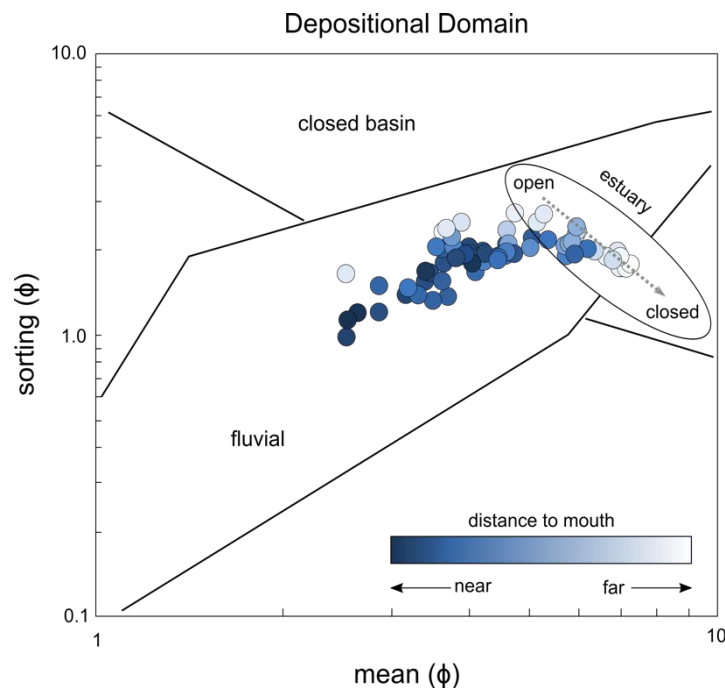 Depositional Domain
10.0
closed basin
estuary
open
sorting (ϕ)
1.0
closed
fluvial
distance to mouth
near
far
0.1
1
10
mean (ϕ)